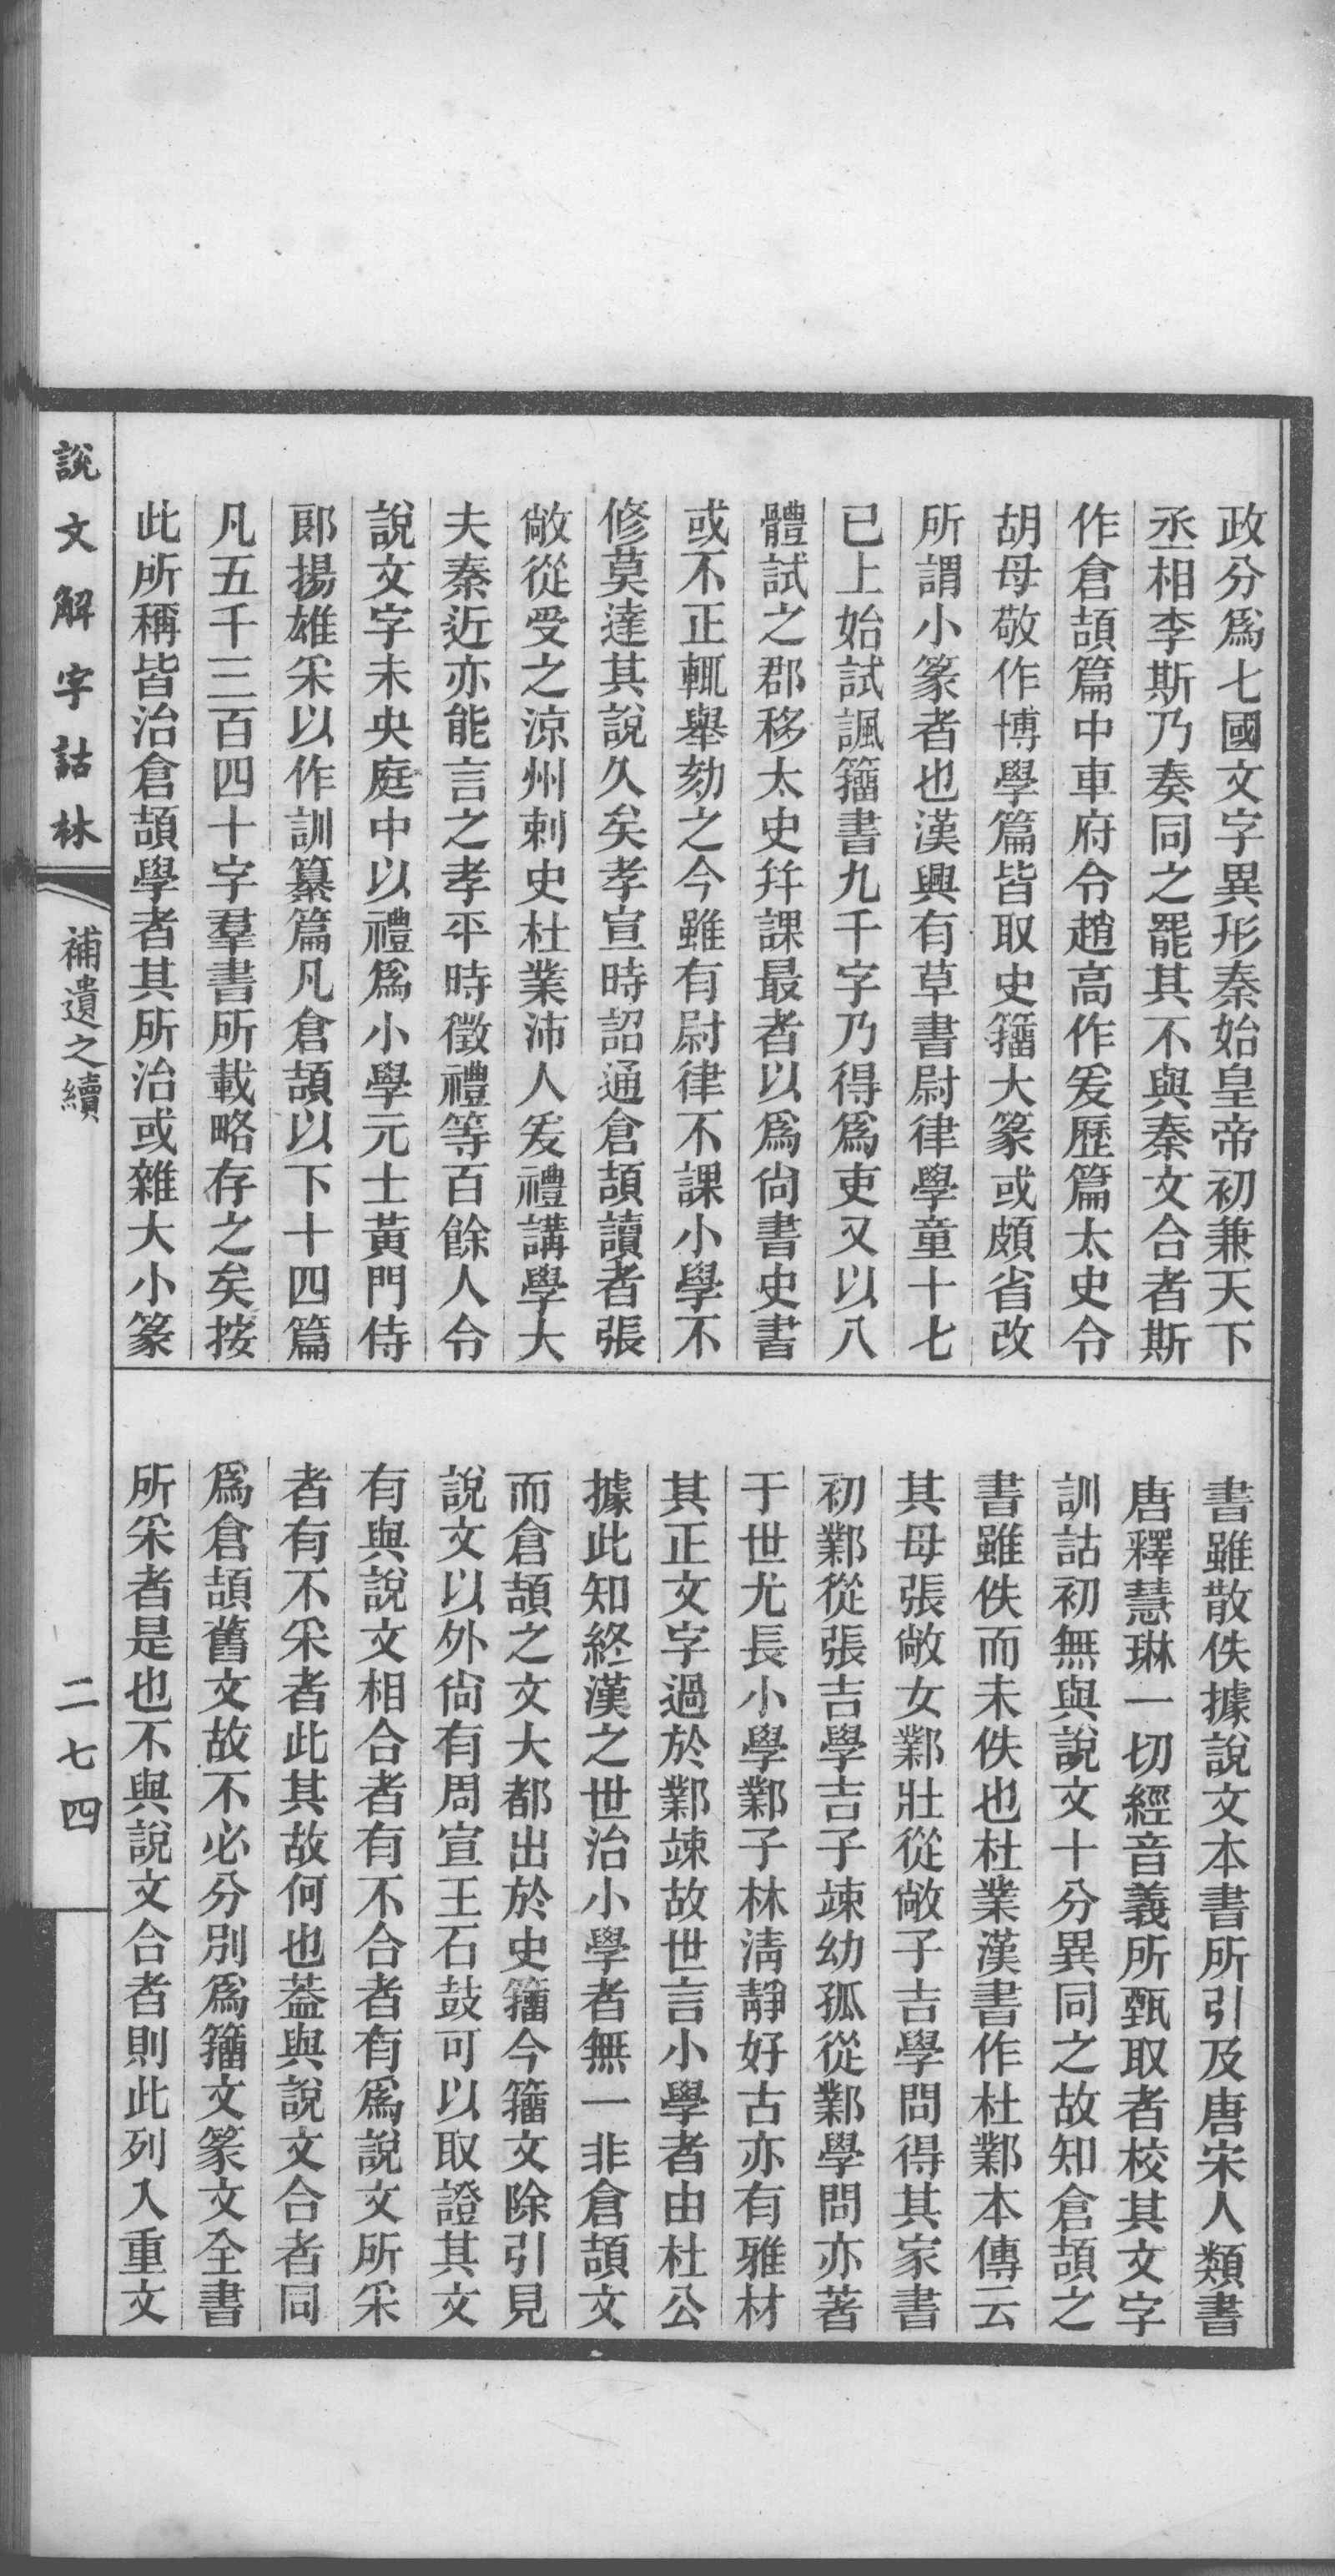 政分爲七國文字異形秦始皇帝初兼天下
丞相李斯乃奏同之罷其不與秦文合者斯
作倉頡篇中車府令趙高作爰歷篇太史令
胡母敬作博學篇皆取史籒大篆或頗省改
所謂小篆者也漢興有草書尉律學童十七
已上始試諷籒書九千字乃得爲吏又以八
體試之郡移太史幷課最者以爲尙書史書
或不正輒舉劾之今雖有尉律不課小學不
修莫達其說久矣孝宣時詔通倉頡讀者張
敞從受之涼州刺史杜業沛人爰禮講學大
夫秦近亦能言之孝平時徵禮等百餘人令
說文字未央庭中以禮爲小學元士黃門侍
郞揚雄采以作訓纂篇凡倉頡以下十四篇
凡五千三百四十字羣書所載略存之矣按
此所稱皆治倉頡學者其所治或雜大小篆
書雖散佚據說文本書所引及唐宋人類書
唐釋慧琳一切經音義所甄取者校其文字
訓詁初無與說文十分異同之故知倉頡之
書雖佚而未佚也杜業漢書作杜鄴本傳云
其母張敞女鄴壯從敞子吉學問得其家書
初鄴從張吉學吉子竦幼孤從鄴學問亦著
于世尤長小學鄴子林淸靜好古亦有雅材
其正文字過於鄴竦故世言小學者由杜公
據此知終漢之世治小學者無一非倉頡文
而倉頡之文大都出於史籒今籒文除引見
說文以外尙有周宣王石鼓可以取證其文
有與說文相合者有不合者有爲說文所采
者有不采者此其故何也葢與說文合者同
爲倉頡舊文故不必分別爲籒文篆文全書
所采者是也不與說文合者則此列入重文
說文解字詁林
補遺之續
二七四